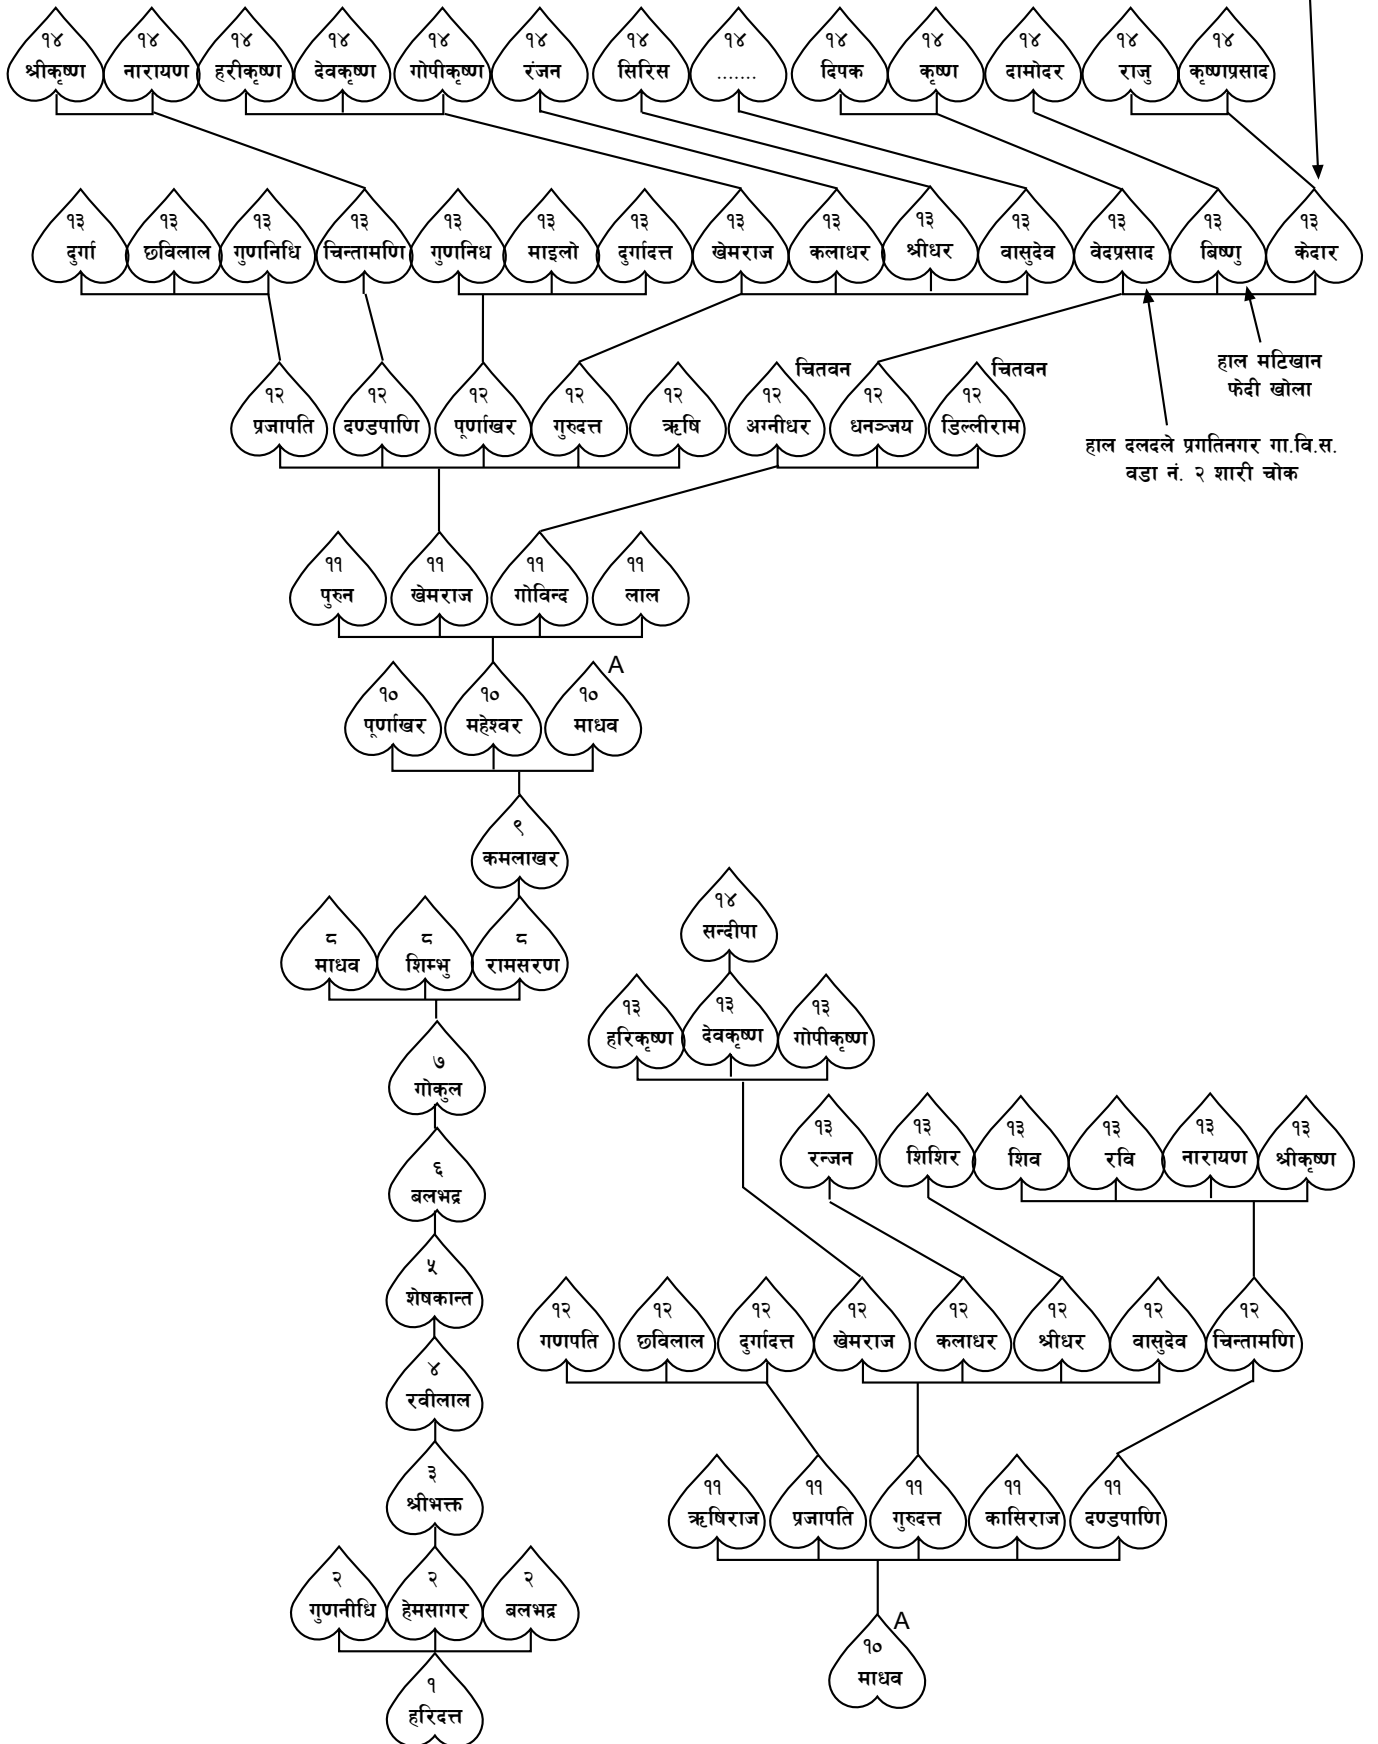 १४ १४ १४ १४ १४ १४ १४ १४ १४ १४ १४ १४ १४
श्रीकृष्ण नारायण हरीकृष्ण देवकृष्ण गोपीकृष्ण रंजन सिरिस ....... दिपक कृष्ण दामोदर राजु कृष्णप्रसाद
१३ १३ १३ १३ १३ १३ १३ १३ १३ १३ १३ १३ १३ १३
दुर्गा छविलाल गुणनिधि चिन्तामणि गुणनिध माइलो दुर्गादत्त खेमराज कलाधर श्रीधर वासुदेव वेदप्रसाद बिष्णु केदार
हाल मटिखान
फेदी खोला
चितवन चितवन
१२ १२ १२ १२ १२ १२ १२ १२
प्रजापति दण्डपाणि पूर्णाखर गुरुदत्त ऋषि अग्नीधर धनञ्जय डिल्लीराम
हाल दलदले प्रगतिनगर गा.वि.स.
वडा नं. २ शारी चोक
११ ११ ११ ११
पुरुन खेमराज गोविन्द लाल
A
१० १० १०
पूर्णाखर महेश्वर माधव
९
कमलाखर
८ ८ ८
माधव शिम्भु रामसरण
७
गोकुल
६
बलभद्र
५
शेषकान्त
४
रवीलाल
३
श्रीभक्त
२ २ २
गुणनीधि हेमसागर बलभद्र
१
हरिदत्त
१४
सन्दीपा
१३ १३ १३
हरिकृष्ण देवकृष्ण गोपीकृष्ण
१३ १३ १३ १३ १३ १३
रन्जन शिशिर शिव रवि नारायण श्रीकृष्ण
१२ १२ १२ १२ १२ १२ १२ १२
गणपति छविलाल दुर्गादत्त खेमराज कलाधर श्रीधर वासुदेव चिन्तामणि
११ ११ ११ ११ ११
ऋषिराज प्रजापति गुरुदत्त कासिराज दण्डपाणि
A
१०
माधव